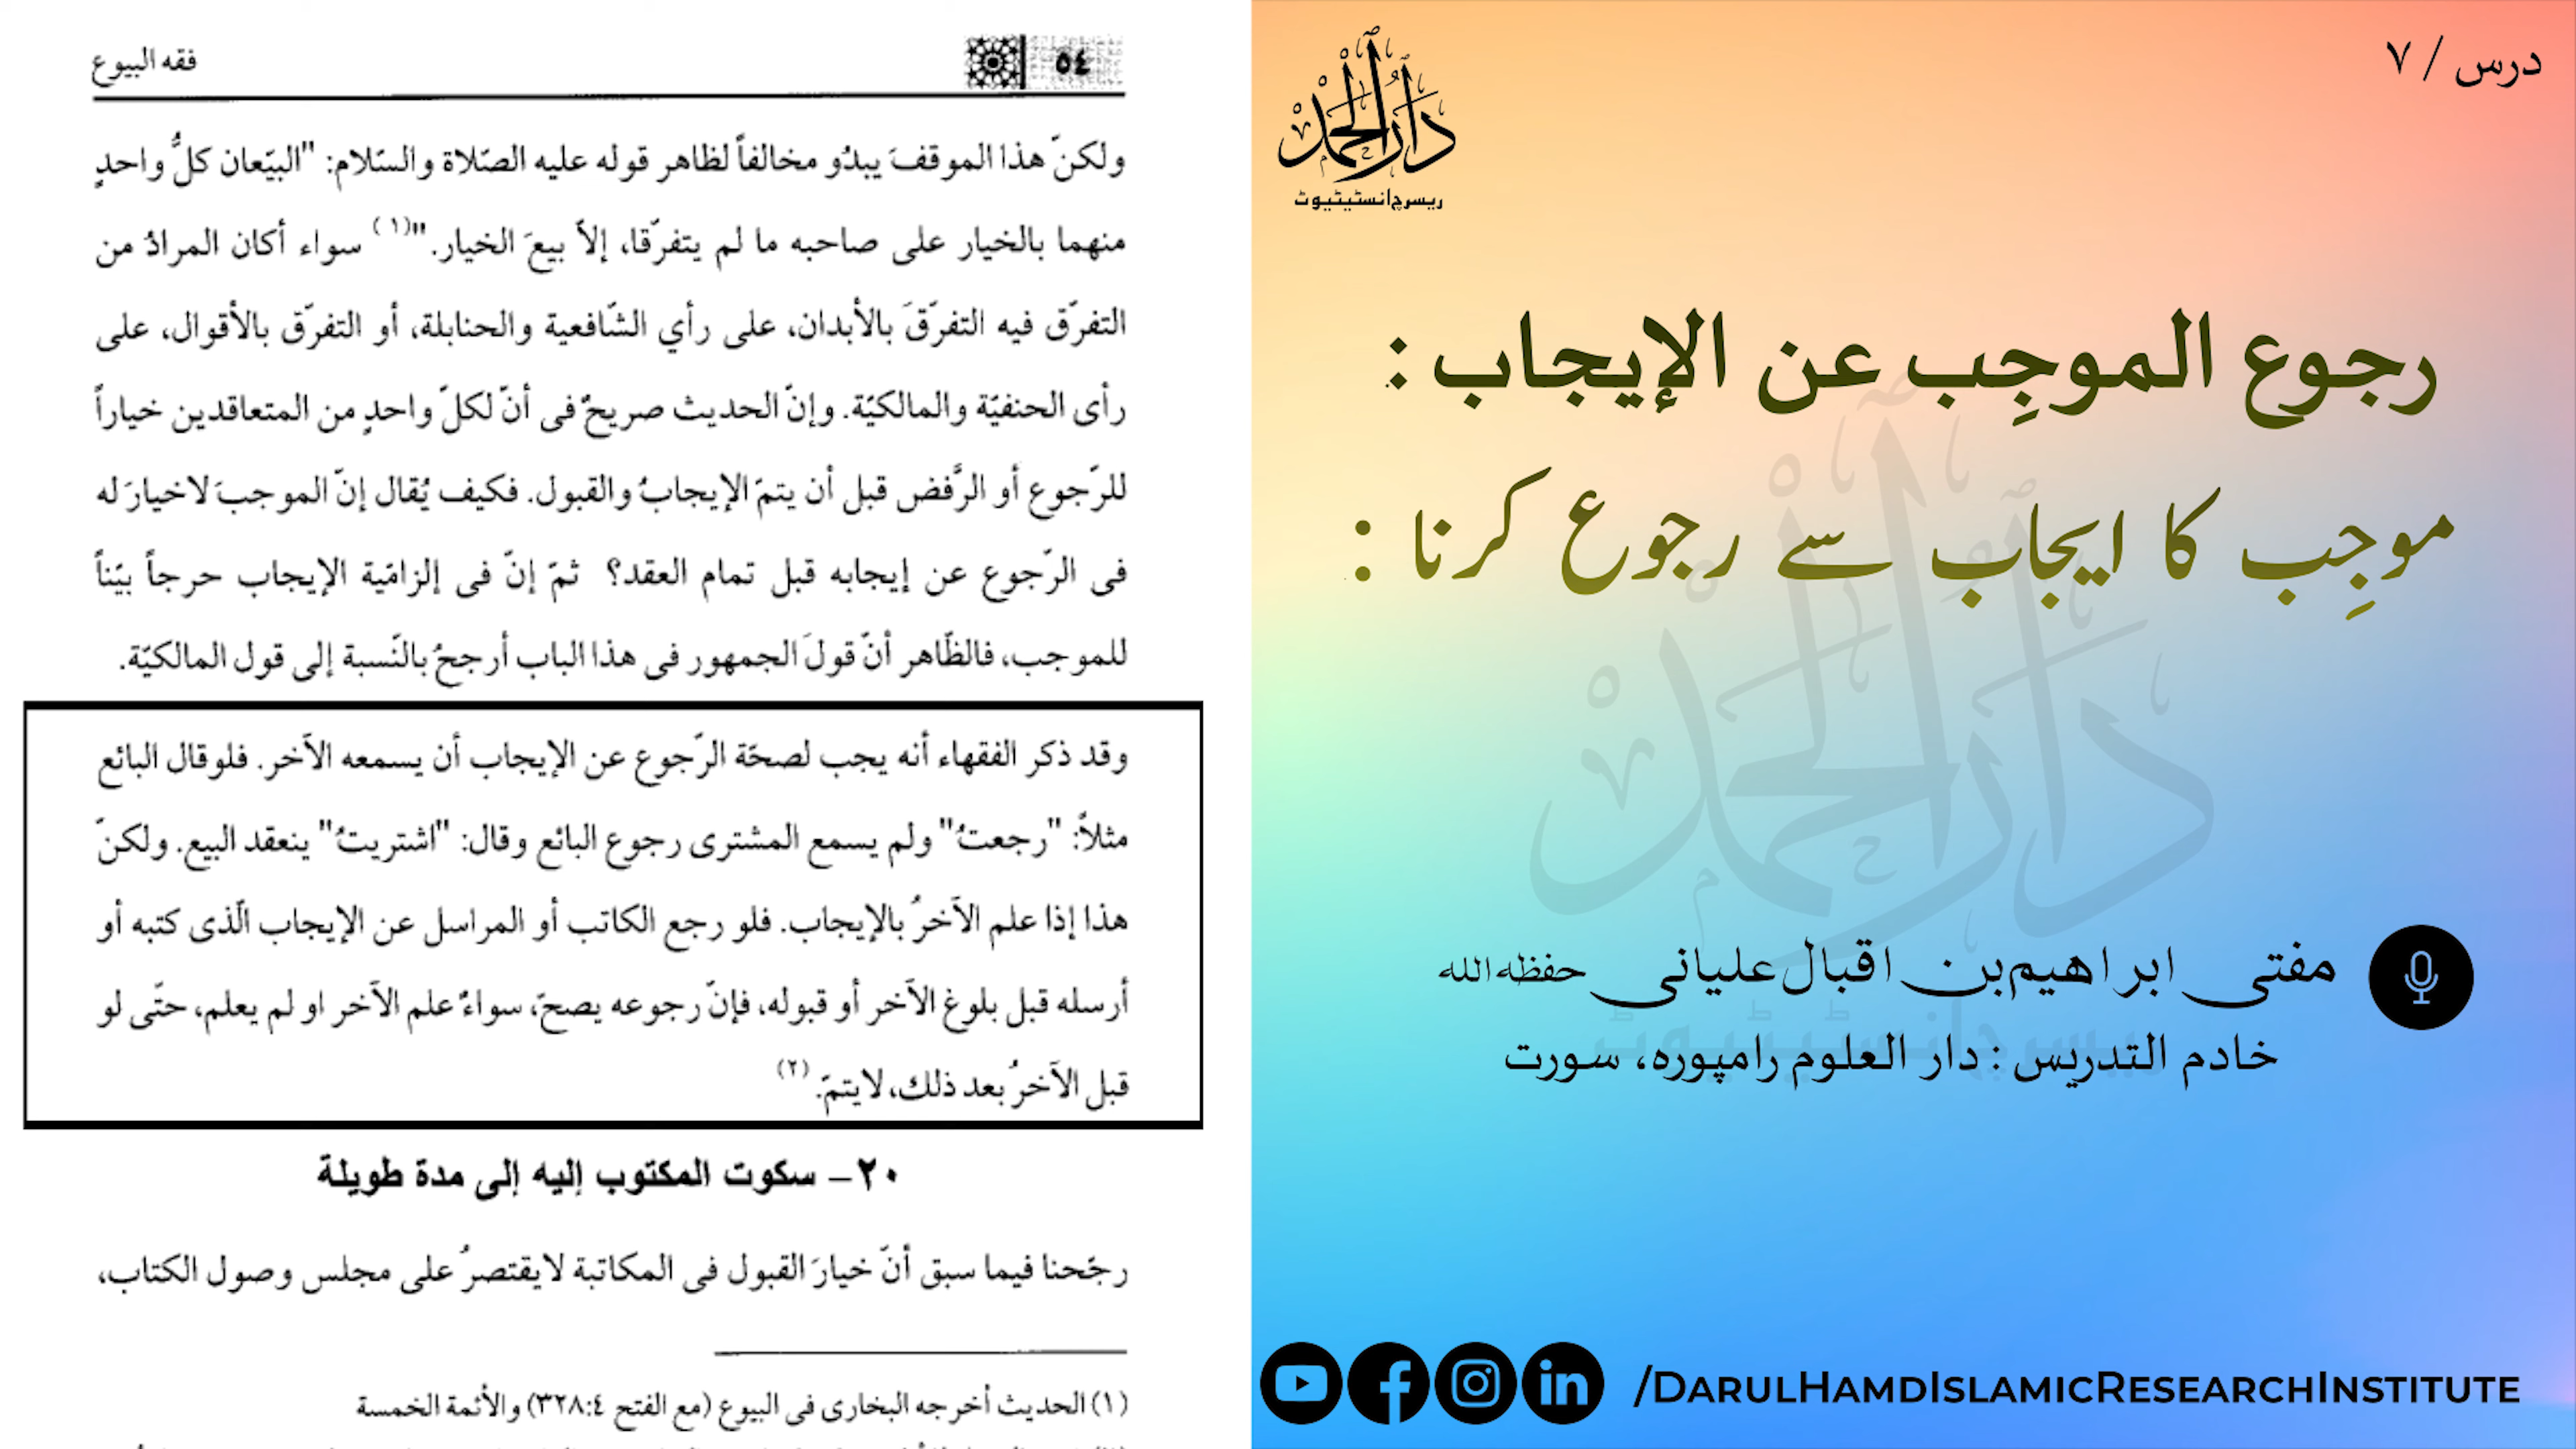 ٥٤
فقه البيوع
ولكنّ هذا الموقفَ يبدُو مخالفاً لظاهر قوله عليه الصّلاة والسّلام: "البيّعان كلُّ واحدٍ
منهما بالخيار على صاحبه ما لم يتفرّقا، إلاّ بيعَ الخيار."(١) سواء أكان المرادُ من
التفرّق فيه التفرّقَ بالأبدان، على رأي الشّافعية والحنابلة، أو التفرّق بالأقوال، على
رأى الحنفيّة والمالكيّة. وإنّ الحديث صريحٌ فى أنّ لكلّ واحدٍ من المتعاقدين خياراً
للرّجوع أو الرَّفض قبل أن يتمّ الإيجابُ والقبول. فكيف يُقال إنّ الموجبَ لاخيارَ له
فى الرّجوع عن إيجابه قبل تمام العقد؟ ثمّ إنّ فى إلزامّية الإيجاب حرجاً بيّناً
للموجب، فالظّاهر أنّ قولَ الجمهور فى هذا الباب أرجحُ بالنّسبة إلى قول المالكيّة.
وقد ذكر الفقهاء أنه يجب لصحّة الرّجوع عن الإيجاب أن يسمعه الآخر. فلوقال البائع
مثلاً: "رجعتُ" ولم يسمع المشترى رجوع البائع وقال: "اشتريتُ" ينعقد البيع. ولكنّ
هذا إذا علم الآخرُ بالإيجاب. فلو رجع الكاتب أو المراسل عن الإيجاب الّذى كتبه أو
أرسله قبل بلوغ الآخر أو قبوله، فإنّ رجوعه يصحّ، سواءٌ علم الآخر او لم يعلم، حتّى لو
قبل الآخرُ بعد ذلك، لايتمّ.(٢)
٢٠- سكوت المكتوب إليه إلى مدة طويلة
رجّحنا فيما سبق أنّ خيارَ القبول فى المكاتبة لايقتصرُ على مجلس وصول الكتاب،
(١) الحديث أخرجه البخارى فى البيوع (مع الفتح ٣٢٨:٤) والأئمة الخمسة
درس / ٧
دار الحمد
ریسرچ انسٹیٹیوٹ
رجوع الموجِب عن الإيجاب :
موجِب کا ایجاب سے رجوع کرنا :
مفتی ابراہیم بن اقبال علیانی حفظہ اللہ
خادم التدریس : دار العلوم رامپورہ، سورت
/DARULHAMDISLAMICRESEARCHINSTITUTE